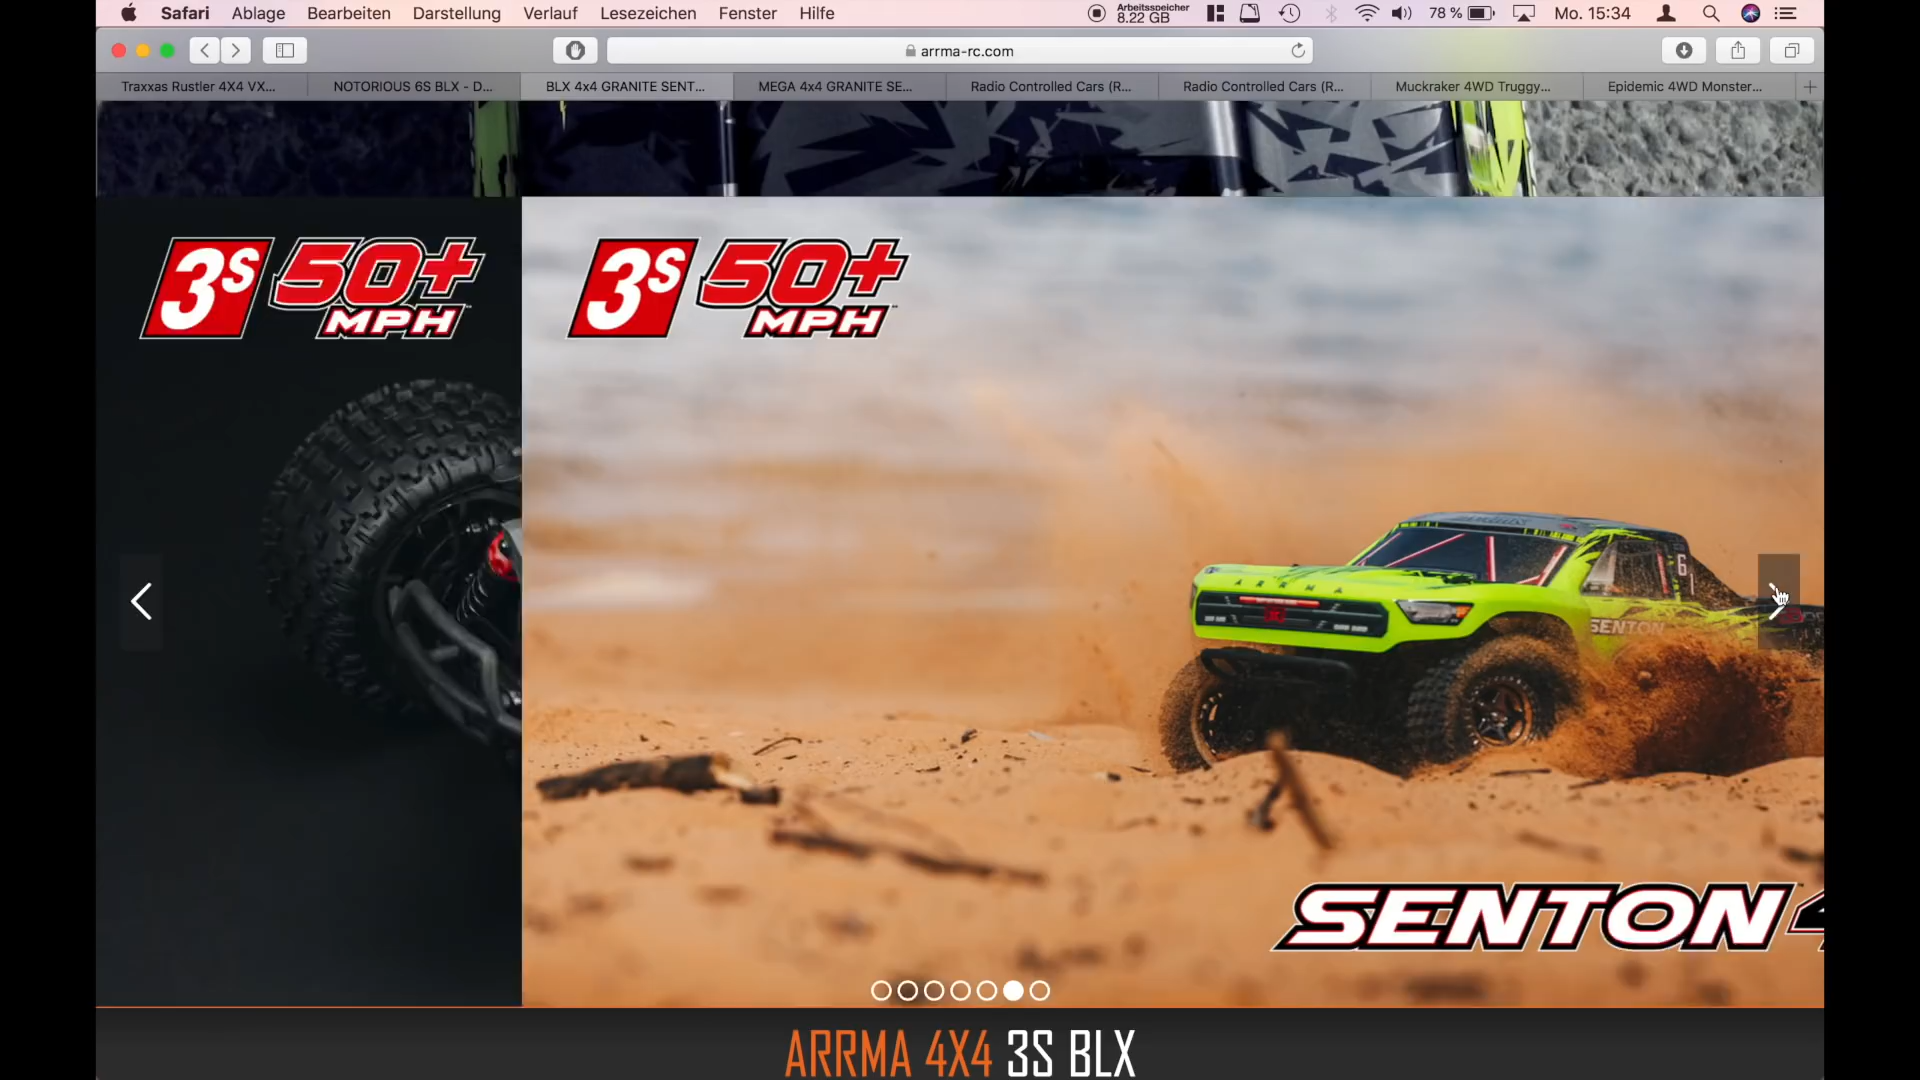 Safari Ablage Bearbeiten Darstellung Verlauf Lesezeichen Fenster Hilfe Arbeitsspeicher 8.22 GB 78 % Mo. 15:34
arrma-rc.com
Traxxas Rustler 4X4 VX... NOTORIOUS 6S BLX - D... BLX 4x4 GRANITE SENT... MEGA 4x4 GRANITE SE... Radio Controlled Cars (R... Radio Controlled Cars (R... Muckraker 4WD Truggy... Epidemic 4WD Monster...
3S 50+ MPH
3S 50+ MPH
ARRMA
61
SENTON
SENTON 4
ARRMA 4X4 3S BLX